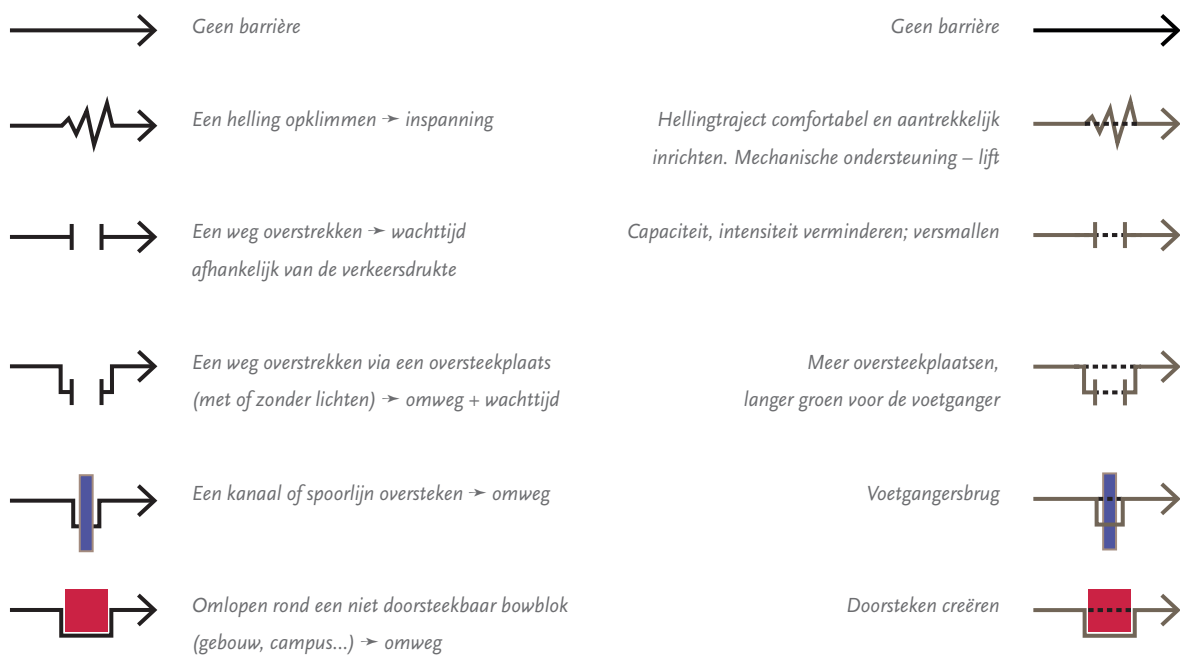 Geen barrière
Geen barrière
Een helling opklimmen ➛ inspanning
Hellingtraject comfortabel en aantrekkelijk
inrichten. Mechanische ondersteuning – lift
Een weg overstrekken ➛ wachttijd
afhankelijk van de verkeersdrukte
Capaciteit, intensiteit verminderen; versmallen
Een weg overstrekken via een oversteekplaats
(met of zonder lichten) ➛ omweg + wachttijd
Meer oversteekplaatsen,
langer groen voor de voetganger
Een kanaal of spoorlijn oversteken ➛ omweg
Voetgangersbrug
Omlopen rond een niet doorsteekbaar bowblok
(gebouw, campus...) ➛ omweg
Doorsteken creëren